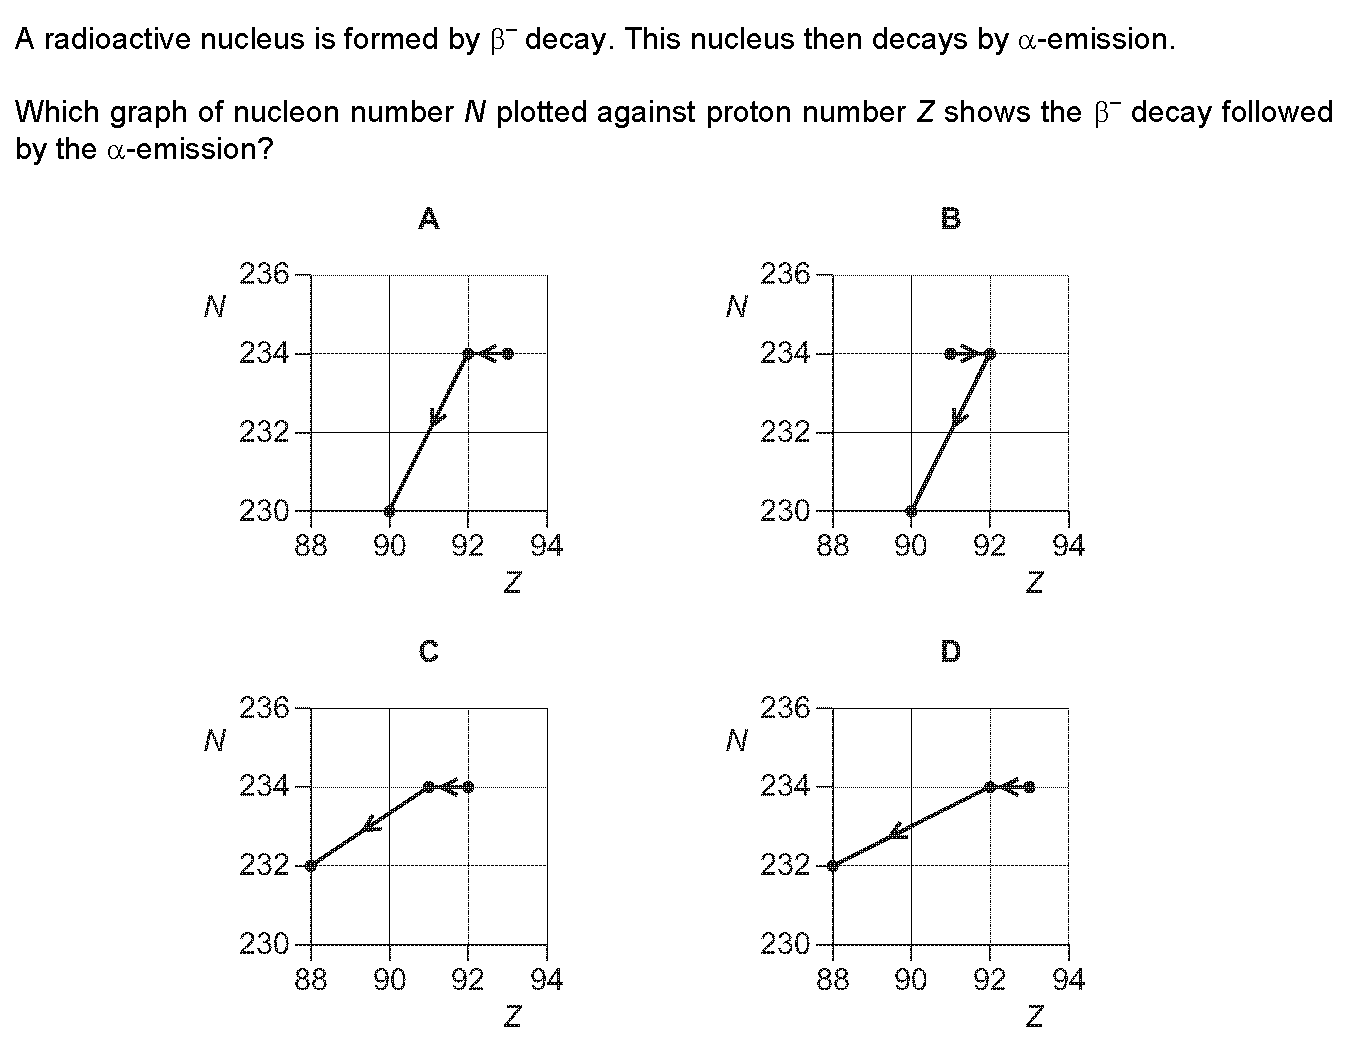 A radioactive nucleus is formed by β⁻ decay. This nucleus then decays by α-emission.
Which graph of nucleon number N plotted against proton number Z shows the β⁻ decay followed
by the α-emission?
A
B
236
N
234
232
230
88 90 92 94
Z
236
N
234
232
230
88 90 92 94
Z
C
D
236
N
234
232
230
88 90 92 94
Z
236
N
234
232
230
88 90 92 94
Z